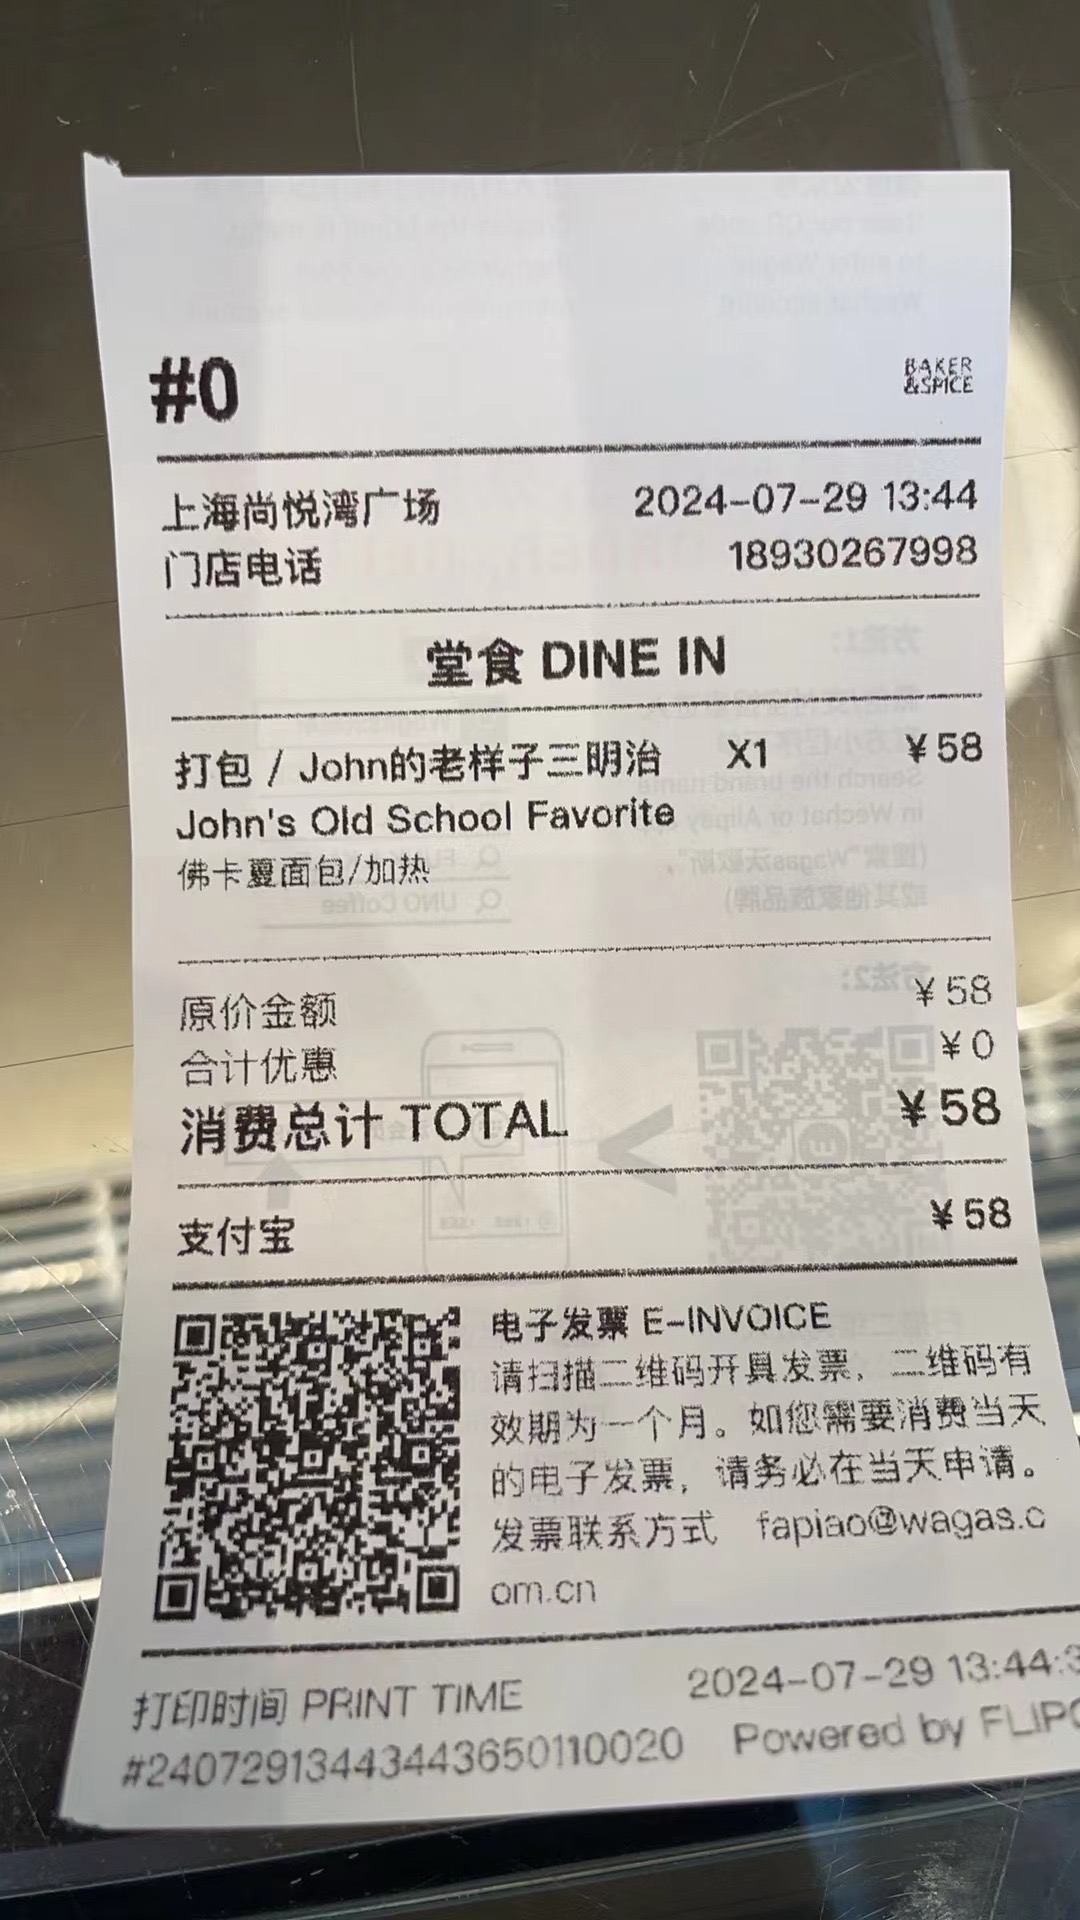 #0
BAKER
&SPICE
上海尚悦湾广场 2024-07-29 13:44
门店电话 18930267998
堂食 DINE IN
打包 / John的老样子三明治 X1 ¥58
John's Old School Favorite
佛卡夏面包/加热
原价金额 ¥58
合计优惠 ¥0
消费总计 TOTAL ¥58
支付宝 ¥58
电子发票 E-INVOICE
请扫描二维码开具发票，二维码有
效期为一个月。如您需要消费当天
的电子发票，请务必在当天申请。
发票联系方式 fapiao@wagas.c
om.cn
打印时间 PRINT TIME 2024-07-29 13:44:3
#240729134434443650110020 Powered by FLIPO